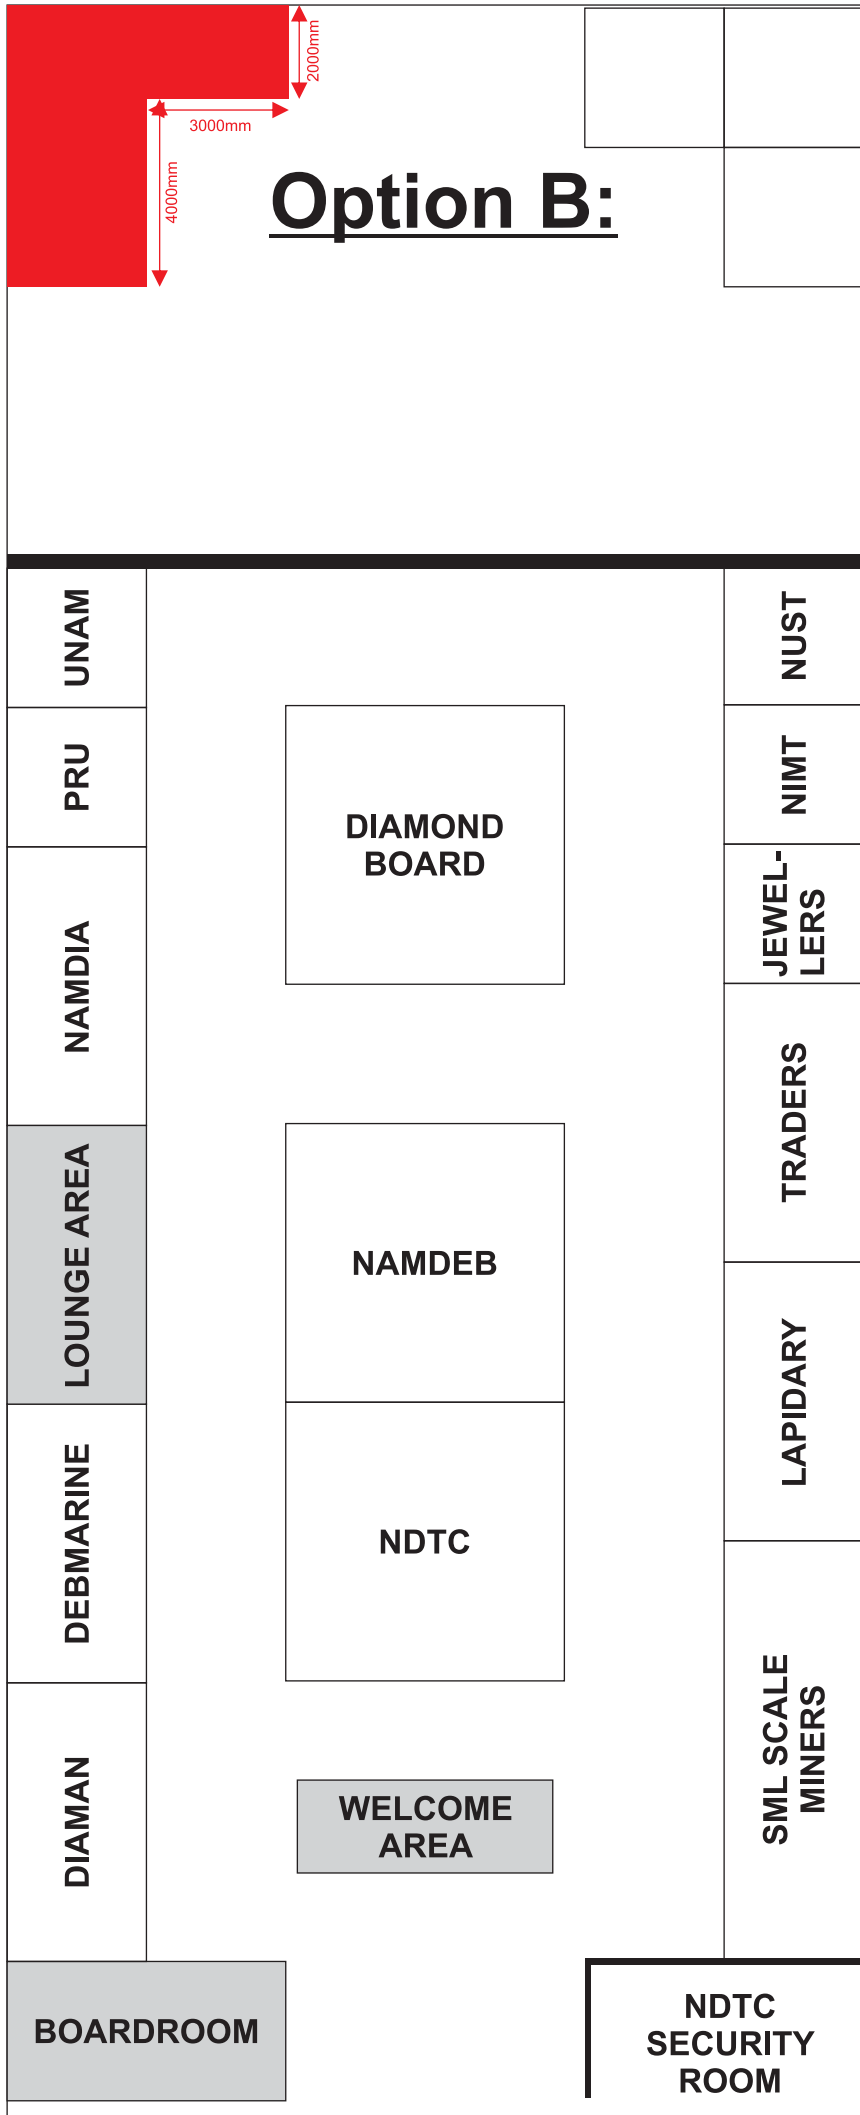 2000mm
3000mm
4000mm
Option B:
UNAM
NUST
PRU
NIMT
DIAMOND
BOARD
JEWEL-
LERS
NAMDIA
TRADERS
LOUNGE AREA
NAMDEB
LAPIDARY
DEBMARINE
NDTC
SML SCALE
MINERS
DIAMAN
WELCOME
AREA
BOARDROOM
NDTC
SECURITY
ROOM